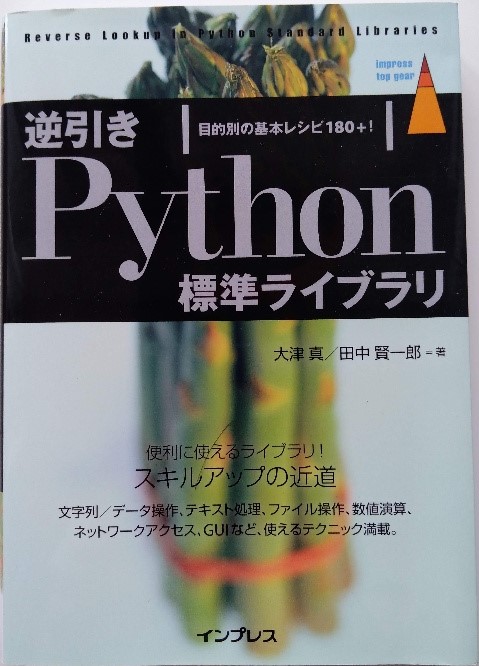 Reverse Lookup in Python Standard Libraries
impress
top gear
逆引き
目的別の基本レシピ180+!
Python
標準ライブラリ
大津 真／田中 賢一郎 =著
便利に使えるライブラリ!
スキルアップの近道
文字列／データ操作、テキスト処理、ファイル操作、数値演算、
ネットワークアクセス、GUIなど、使えるテクニック満載。
インプレス